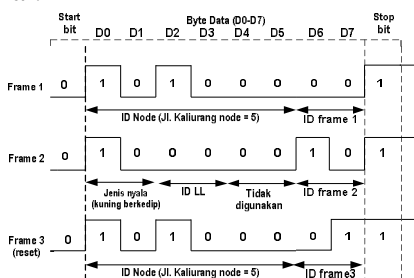 Start bit Byte Data (D0-D7) Stop bit
D0 D1 D2 D3 D4 D5 D6 D7
Frame 1 0 1 0 1 0 0 0 0 0 1
ID Node (Jl. Kaliurang node = 5) ID frame 1
Frame 2 0 1 0 0 0 0 0 1 0 1
Jenis nyala (kuning berkedip) ID LL Tidak digunakan ID frame 2
Frame 3 (reset) 0 1 0 1 0 0 0 0 1 1
ID Node (Jl. Kaliurang node = 5) ID frame3